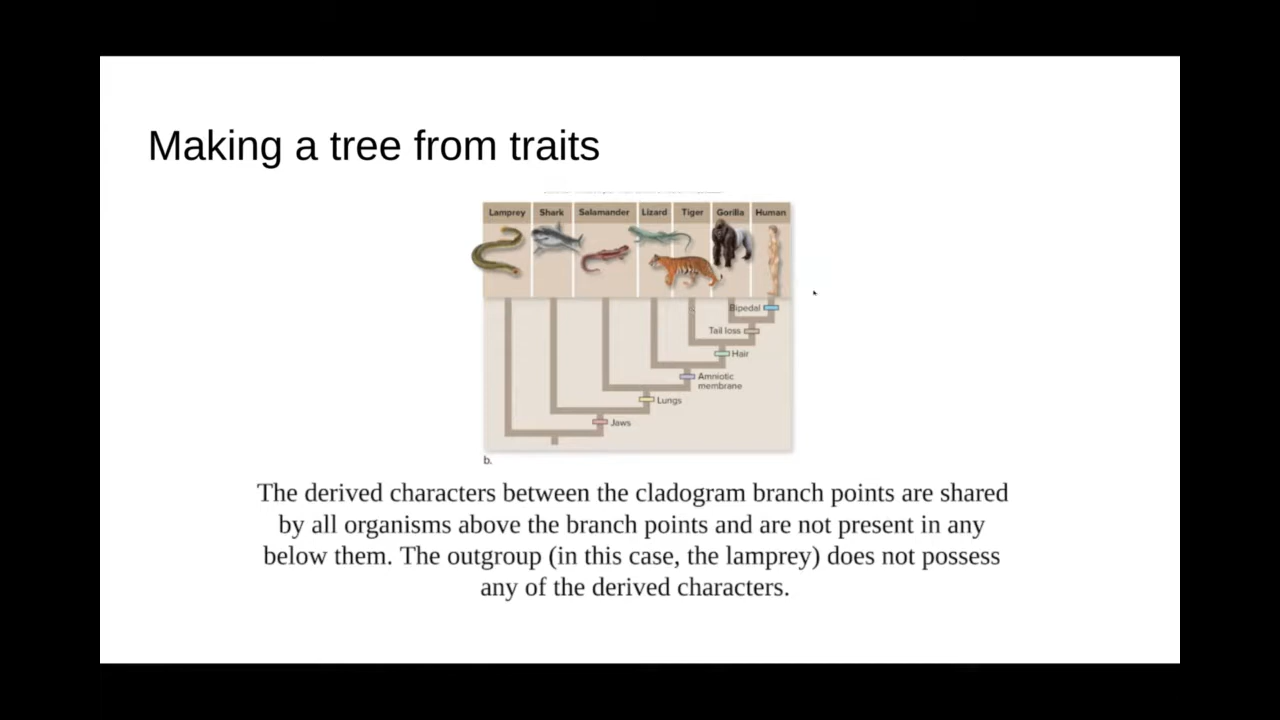 Making a tree from traits
Lamprey Shark Salamander Lizard Tiger Gorilla Human
Bipedal
Tail loss
Hair
Amniotic
membrane
Lungs
Jaws
b.
The derived characters between the cladogram branch points are shared
by all organisms above the branch points and are not present in any
below them. The outgroup (in this case, the lamprey) does not possess
any of the derived characters.